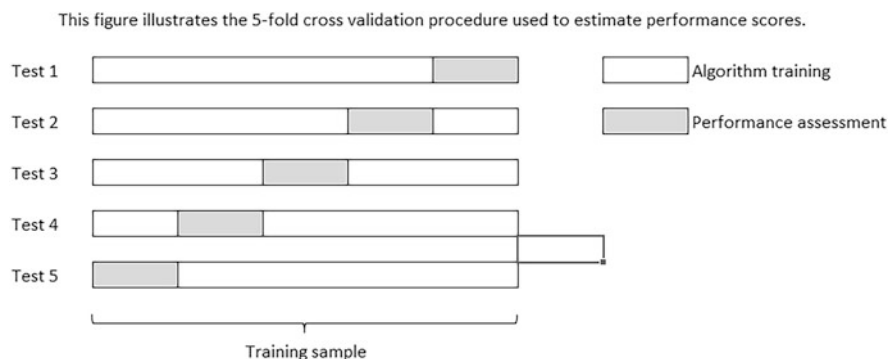 This figure illustrates the 5-fold cross validation procedure used to estimate performance scores.
Test 1
Algorithm training
Test 2
Performance assessment
Test 3
Test 4
Test 5
Training sample